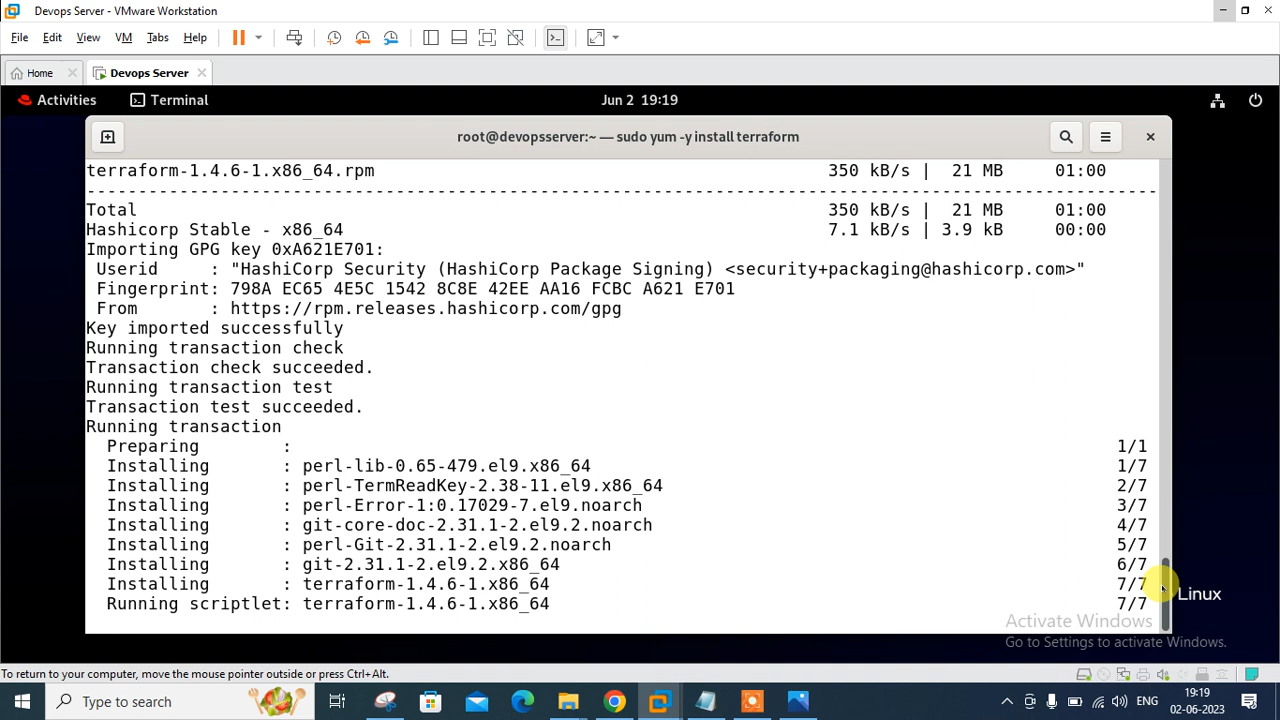 Devops Server - VMware Workstation
File Edit View VM Tabs Help
Home Devops Server
Activities Terminal Jun 2 19:19
root@devopsserver:~ — sudo yum -y install terraform
terraform-1.4.6-1.x86_64.rpm 350 kB/s | 21 MB 01:00
--------------------------------------------------------------------------------------------------------
Total 350 kB/s | 21 MB 01:00
Hashicorp Stable - x86_64 7.1 kB/s | 3.9 kB 00:00
Importing GPG key 0xA621E701:
Userid : "HashiCorp Security (HashiCorp Package Signing) <security+packaging@hashicorp.com>"
Fingerprint: 798A EC65 4E5C 1542 8C8E 42EE AA16 FCBC A621 E701
From : https://rpm.releases.hashicorp.com/gpg
Key imported successfully
Running transaction check
Transaction check succeeded.
Running transaction test
Transaction test succeeded.
Running transaction
Preparing : 1/1
Installing : perl-lib-0.65-479.el9.x86_64 1/7
Installing : perl-TermReadKey-2.38-11.el9.x86_64 2/7
Installing : perl-Error-1:0.17029-7.el9.noarch 3/7
Installing : git-core-doc-2.31.1-2.el9.2.noarch 4/7
Installing : perl-Git-2.31.1-2.el9.2.noarch 5/7
Installing : git-2.31.1-2.el9.2.x86_64 6/7
Installing : terraform-1.4.6-1.x86_64 7/7
Running scriptlet: terraform-1.4.6-1.x86_64 7/7
Linux
Activate Windows
Go to Settings to activate Windows.
To return to your computer, move the mouse pointer outside or press Ctrl+Alt.
Type here to search
ENG
19:19
02-06-2023